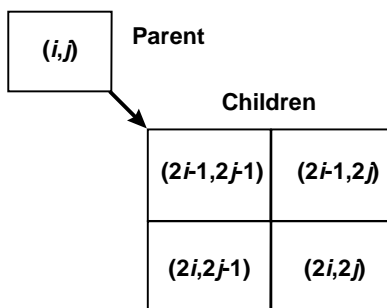 (i,j)
Parent
Children
(2i-1,2j-1)
(2i-1,2j)
(2i,2j-1)
(2i,2j)